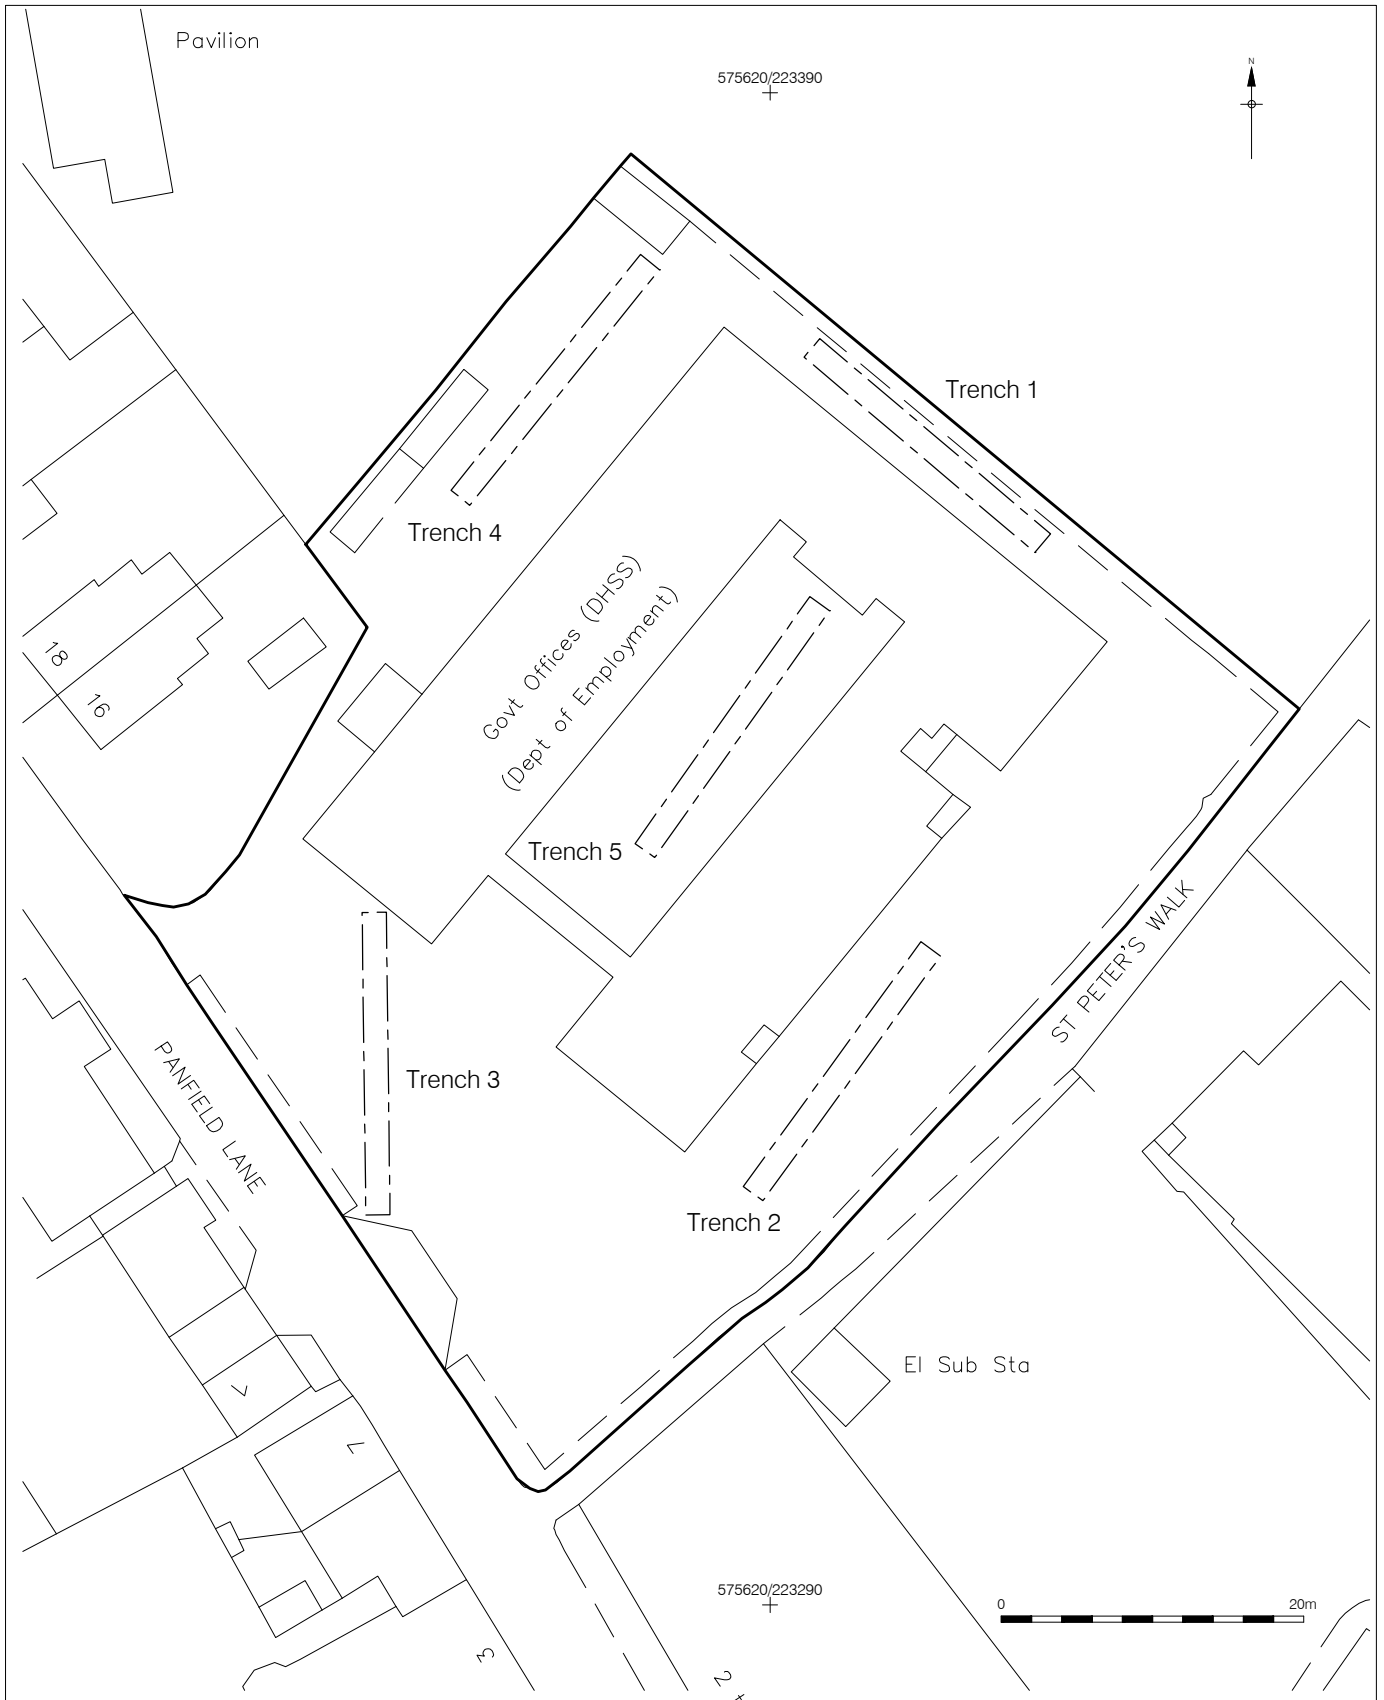 Pavilion
575620/223390
N
Trench 1
Trench 4
Govt Offices (DHSS)
(Dept of Employment)
18
16
Trench 5
ST PETER'S WALK
PANFIELD LANE
Trench 3
Trench 2
El Sub Sta
7
575620/223290
0 20m
3
2